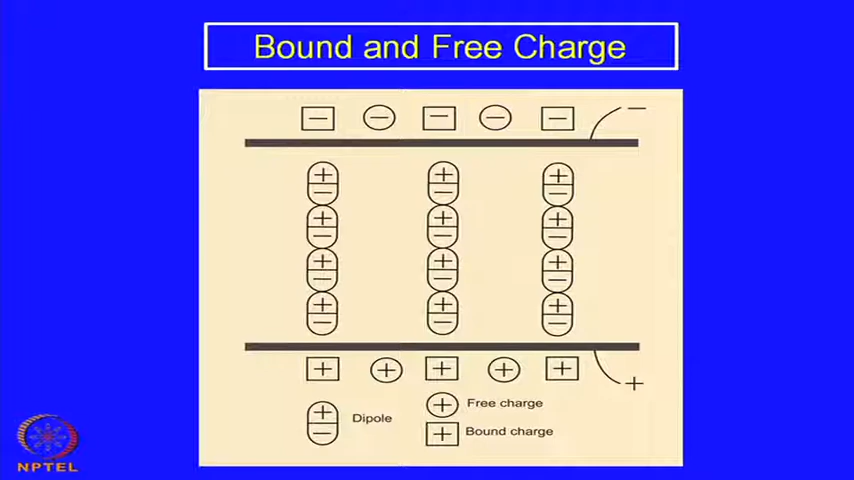 Bound and Free Charge
− − − − − −
+ + +
− − −
+ + +
− − −
+ + +
− − −
+ + +
− − −
+ + + + + +
+ Free charge
+ − Dipole
+ Bound charge
NPTEL